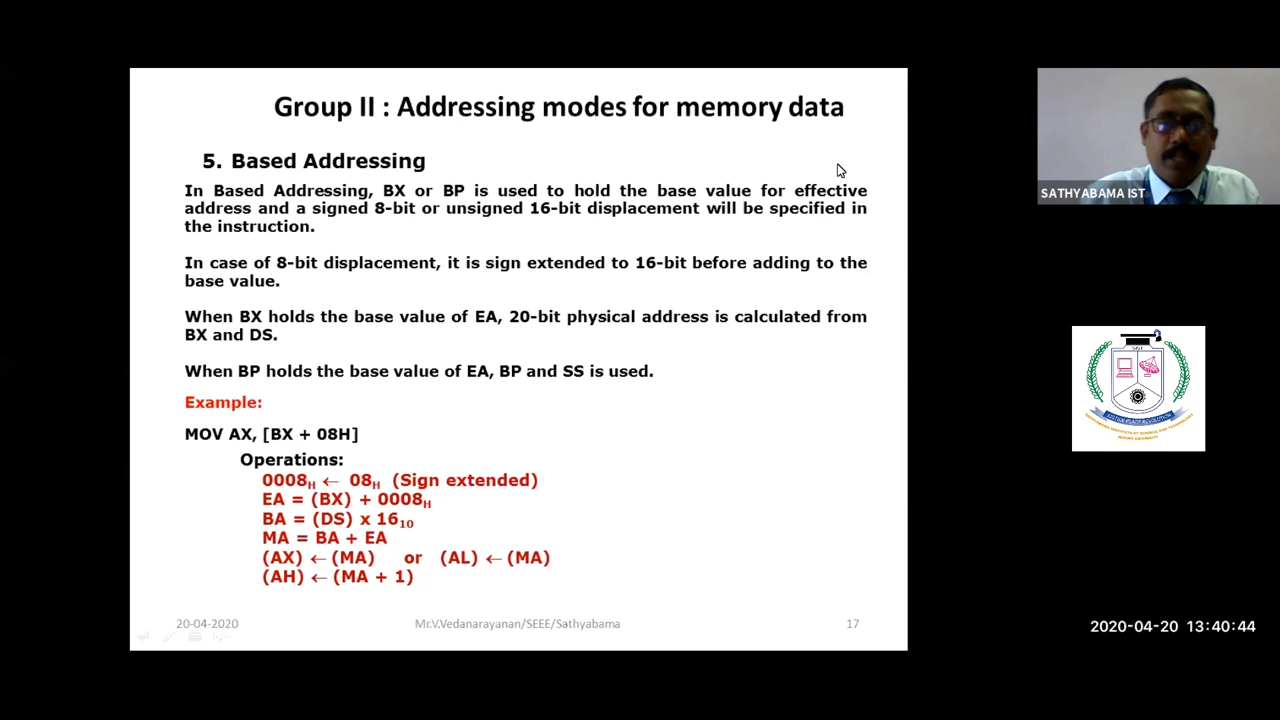 Group II : Addressing modes for memory data
5. Based Addressing
In Based Addressing, BX or BP is used to hold the base value for effective
address and a signed 8-bit or unsigned 16-bit displacement will be specified in
the instruction.
In case of 8-bit displacement, it is sign extended to 16-bit before adding to the
base value.
When BX holds the base value of EA, 20-bit physical address is calculated from
BX and DS.
When BP holds the base value of EA, BP and SS is used.
Example:
MOV AX, [BX + 08H]
Operations:
0008H ← 08H (Sign extended)
EA = (BX) + 0008H
BA = (DS) x 1610
MA = BA + EA
(AX) ← (MA) or (AL) ← (MA)
(AH) ← (MA + 1)
20-04-2020
Mr.V.Vedanarayanan/SEEE/Sathyabama
17
SATHYABAMA IST
2020-04-20 13:40:44